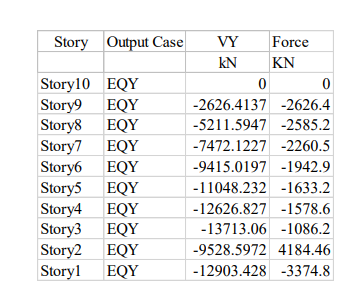 Story Output Case VY Force
kN KN
Story10 EQY 0 0
Story9 EQY -2626.4137 -2626.4
Story8 EQY -5211.5947 -2585.2
Story7 EQY -7472.1227 -2260.5
Story6 EQY -9415.0197 -1942.9
Story5 EQY -11048.232 -1633.2
Story4 EQY -12626.827 -1578.6
Story3 EQY -13713.06 -1086.2
Story2 EQY -9528.5972 4184.46
Story1 EQY -12903.428 -3374.8